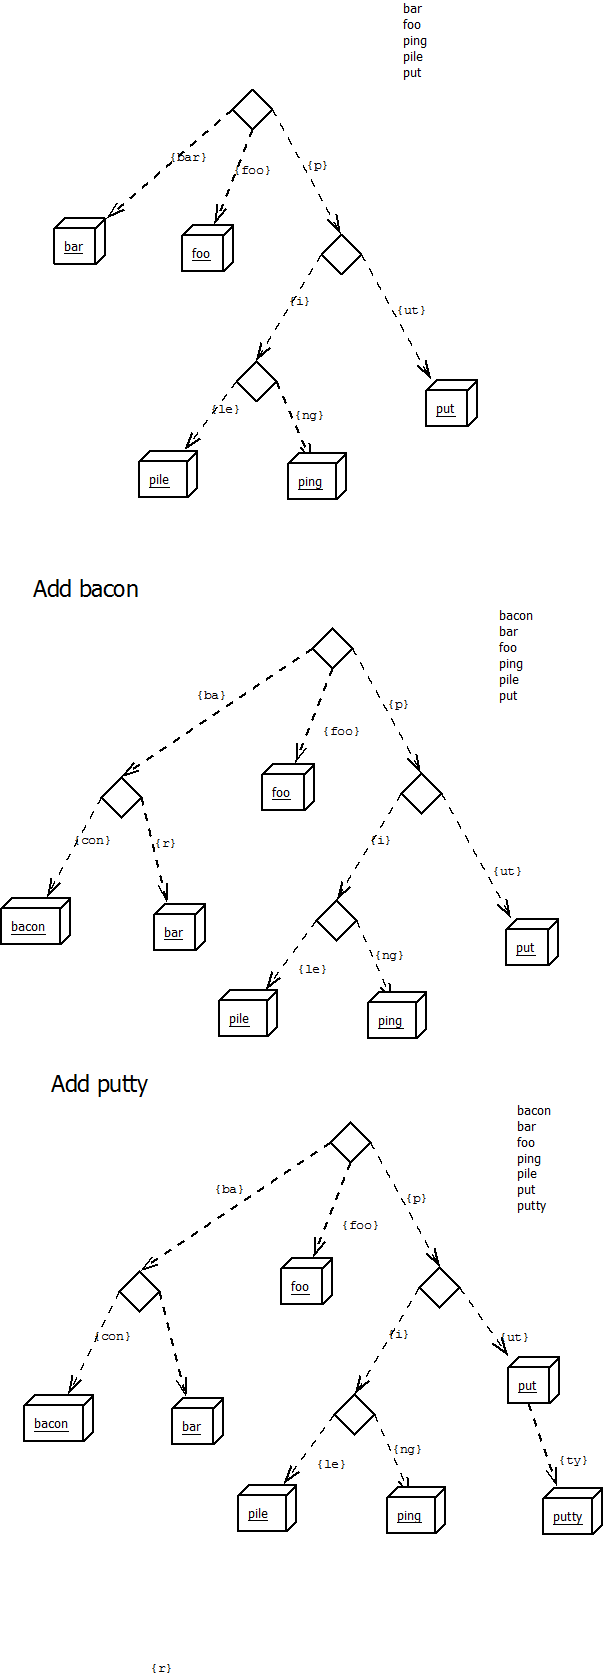 bar
foo
ping
pile
put
{bar}
{foo}
{p}
bar
foo
{i}
{ut}
{le}
{ng}
put
pile
ping
Add bacon
bacon
bar
foo
ping
pile
put
{ba}
{p}
{foo}
foo
{con}
{r}
{i}
{ut}
bacon
bar
put
{le}
{ng}
pile
ping
Add putty
bacon
bar
foo
ping
pile
put
putty
{ba}
{p}
{foo}
foo
{con}
{i}
{ut}
put
bacon
bar
{le}
{ng}
{ty}
pile
ping
putty
{r}